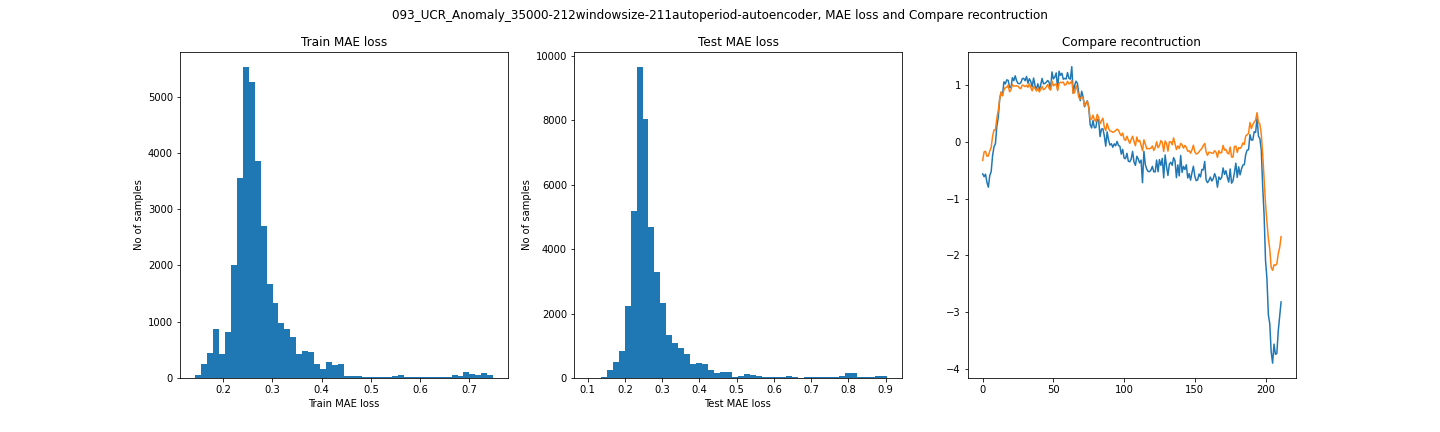 093_UCR_Anomaly_35000-212windowsize-211autoperiod-autoencoder, MAE loss and Compare recontruction
Train MAE loss
No of samples
5000
4000
3000
2000
1000
0
0.2 0.3 0.4 0.5 0.6 0.7
Train MAE loss
Test MAE loss
No of samples
10000
8000
6000
4000
2000
0
0.1 0.2 0.3 0.4 0.5 0.6 0.7 0.8 0.9
Test MAE loss
Compare recontruction
1
0
−1
−2
−3
−4
0 50 100 150 200